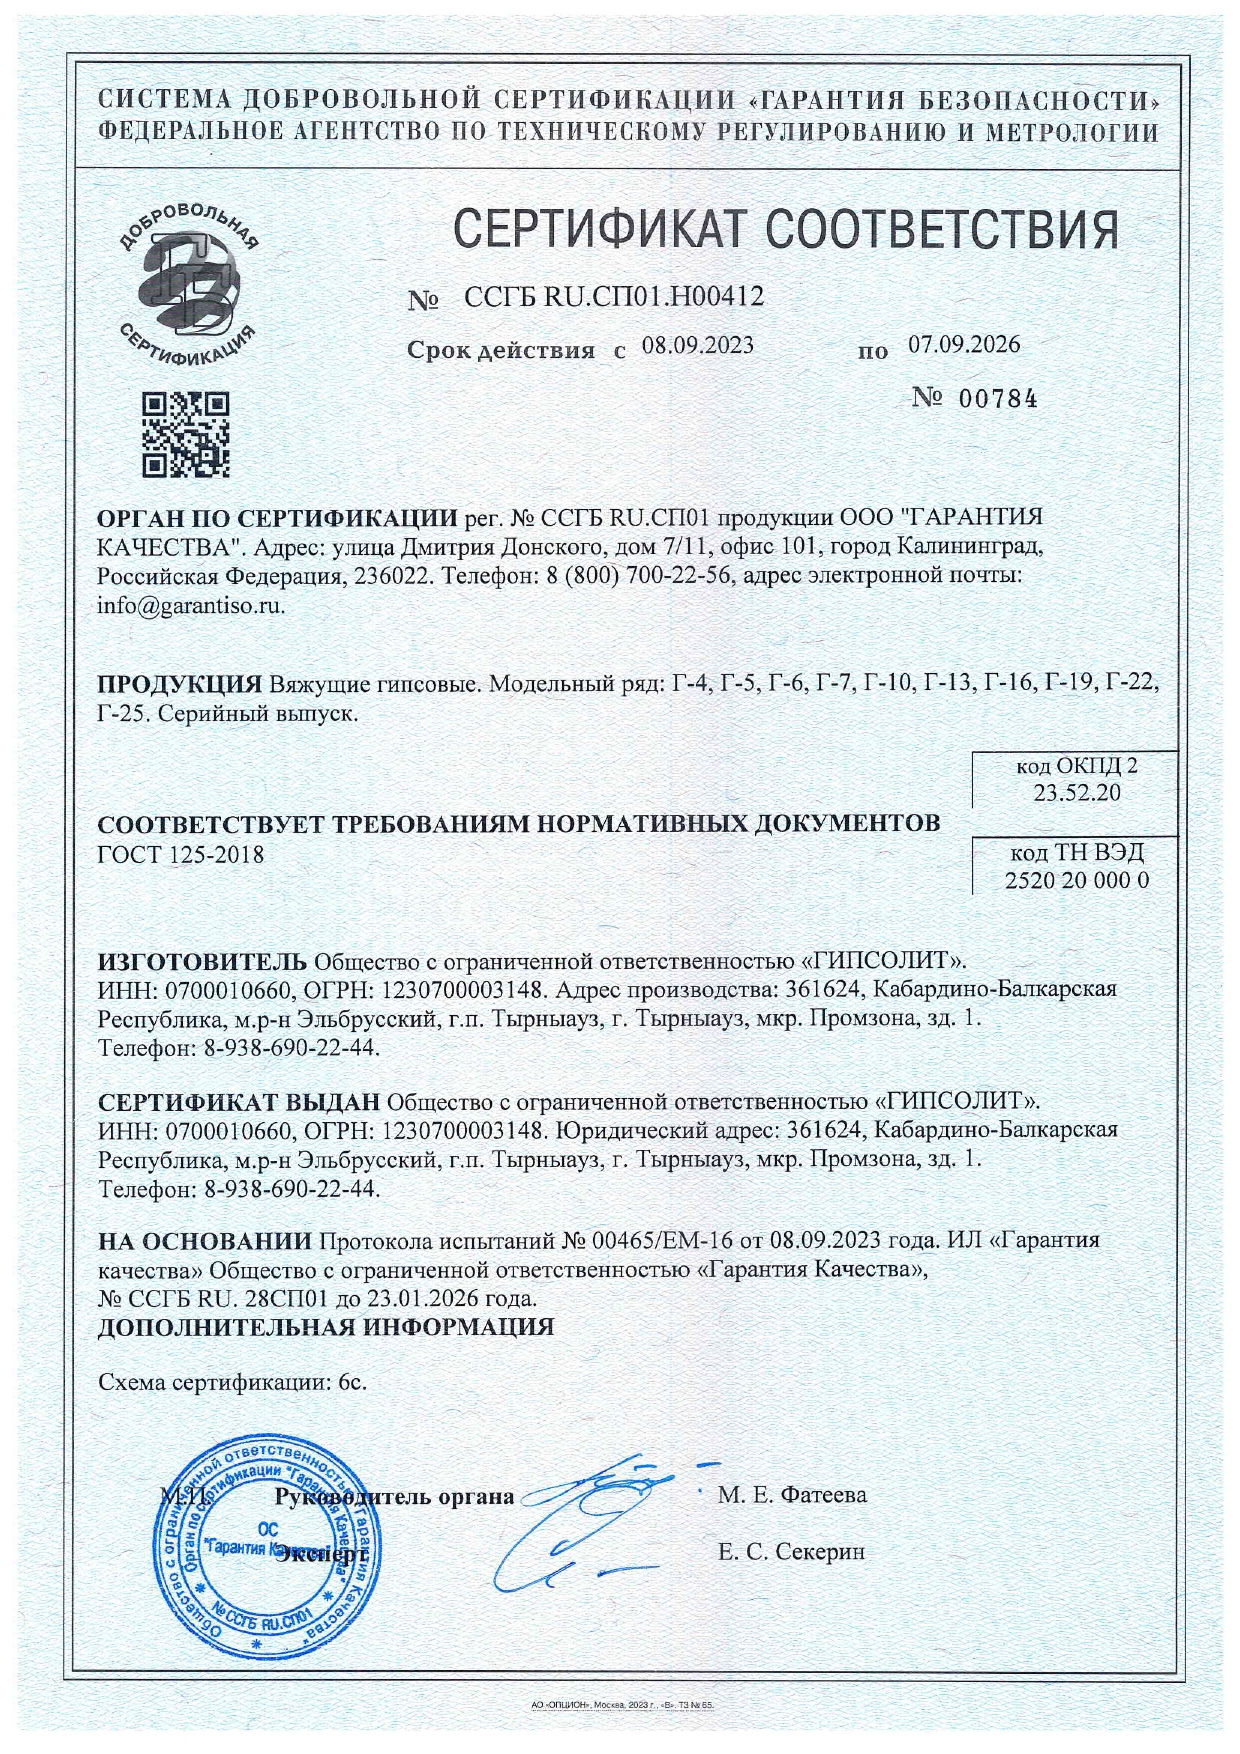 СИСТЕМА ДОБРОВОЛЬНОЙ СЕРТИФИКАЦИИ «ГАРАНТИЯ БЕЗОПАСНОСТИ»
ФЕДЕРАЛЬНОЕ АГЕНТСТВО ПО ТЕХНИЧЕСКОМУ РЕГУЛИРОВАНИЮ И МЕТРОЛОГИИ
ДОБРОВОЛЬНАЯ
ГБ
СЕРТИФИКАЦИЯ
СЕРТИФИКАТ СООТВЕТСТВИЯ
№ ССГБ RU.СП01.Н00412
Срок действия с 08.09.2023 по 07.09.2026
№ 00784
ОРГАН ПО СЕРТИФИКАЦИИ рег. № ССГБ RU.СП01 продукции ООО "ГАРАНТИЯ
КАЧЕСТВА". Адрес: улица Дмитрия Донского, дом 7/11, офис 101, город Калининград,
Российская Федерация, 236022. Телефон: 8 (800) 700-22-56, адрес электронной почты:
info@garantiso.ru.
ПРОДУКЦИЯ Вяжущие гипсовые. Модельный ряд: Г-4, Г-5, Г-6, Г-7, Г-10, Г-13, Г-16, Г-19, Г-22,
Г-25. Серийный выпуск.
код ОКПД 2
23.52.20
СООТВЕТСТВУЕТ ТРЕБОВАНИЯМ НОРМАТИВНЫХ ДОКУМЕНТОВ
ГОСТ 125-2018
код ТН ВЭД
2520 20 000 0
ИЗГОТОВИТЕЛЬ Общество с ограниченной ответственностью «ГИПСОЛИТ».
ИНН: 0700010660, ОГРН: 1230700003148. Адрес производства: 361624, Кабардино-Балкарская
Республика, м.р-н Эльбрусский, г.п. Тырныауз, г. Тырныауз, мкр. Промзона, зд. 1.
Телефон: 8-938-690-22-44.
СЕРТИФИКАТ ВЫДАН Общество с ограниченной ответственностью «ГИПСОЛИТ».
ИНН: 0700010660, ОГРН: 1230700003148. Юридический адрес: 361624, Кабардино-Балкарская
Республика, м.р-н Эльбрусский, г.п. Тырныауз, г. Тырныауз, мкр. Промзона, зд. 1.
Телефон: 8-938-690-22-44.
НА ОСНОВАНИИ Протокола испытаний № 00465/ЕМ-16 от 08.09.2023 года. ИЛ «Гарантия
качества» Общество с ограниченной ответственностью «Гарантия Качества»,
№ ССГБ RU. 28СП01 до 23.01.2026 года.
ДОПОЛНИТЕЛЬНАЯ ИНФОРМАЦИЯ
Схема сертификации: 6с.
М.П. Руководитель органа М. Е. Фатеева
Эксперт Е. С. Секерин
Общество с ограниченной ответственностью "Гарантия Качества"
Орган по сертификации "Гарантия Качества"
ОС
"Гарантия Качества"
№ ССГБ RU.СП01
АО «ОПЦИОН», Москва, 2023 г., «В». ТЗ № 65.